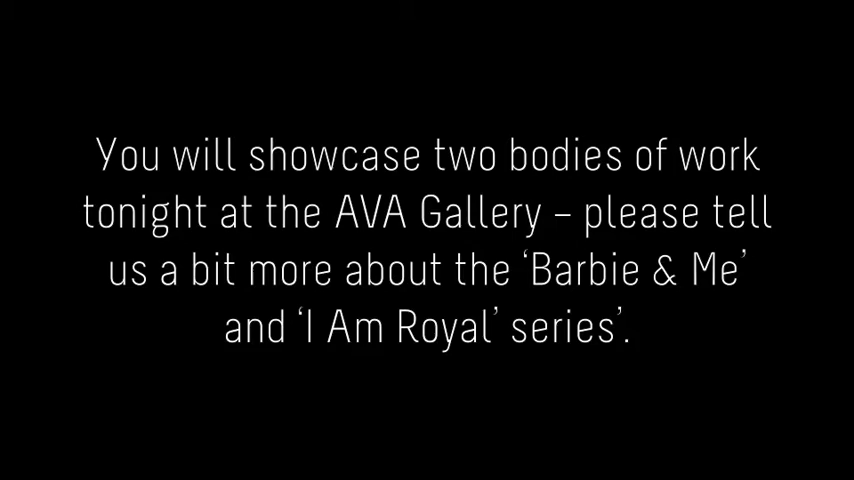 You will showcase two bodies of work
tonight at the AVA Gallery – please tell
us a bit more about the ‘Barbie & Me’
and ‘I Am Royal’ series’.